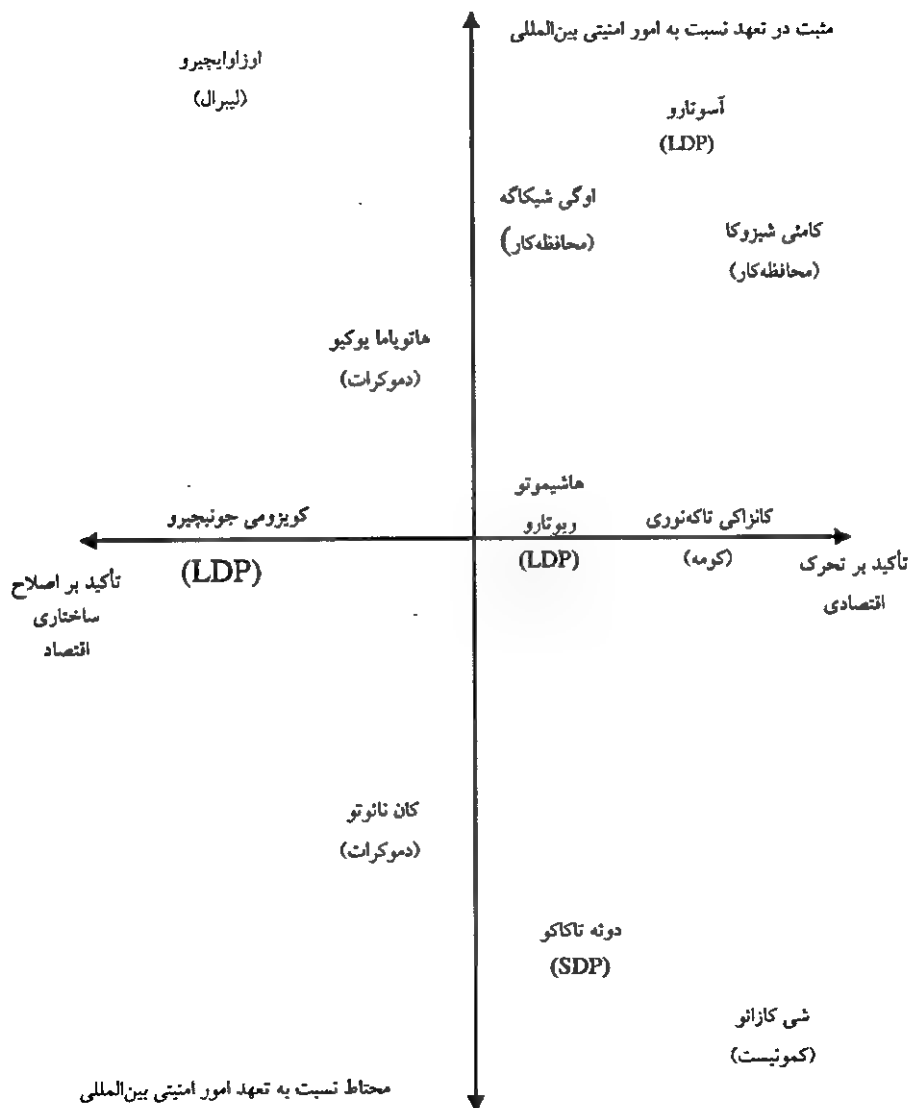 مثبت در تعهد نسبت به امور امنیتی بین‌المللی
اوزاوایچیرو
(لیبرال)
آسوتارو
(LDP)
اوگی شیکاگه
(محافظه‌کار)
کامئی شیزوکا
(محافظه‌کار)
هاتویاما یوکیو
(دموکرات)
هاشیموتو
ریوتارو
(LDP)
کانزاکی تاکه‌نوری
(کومه)
کویزومی جونیچیرو
(LDP)
تأکید بر تحرک
اقتصادی
تأکید بر اصلاح
ساختاری
اقتصاد
کان نائوتو
(دموکرات)
دوئه تاکاکو
(SDP)
شی کازائو
(کمونیست)
محتاط نسبت به تعهد امور امنیتی بین‌المللی